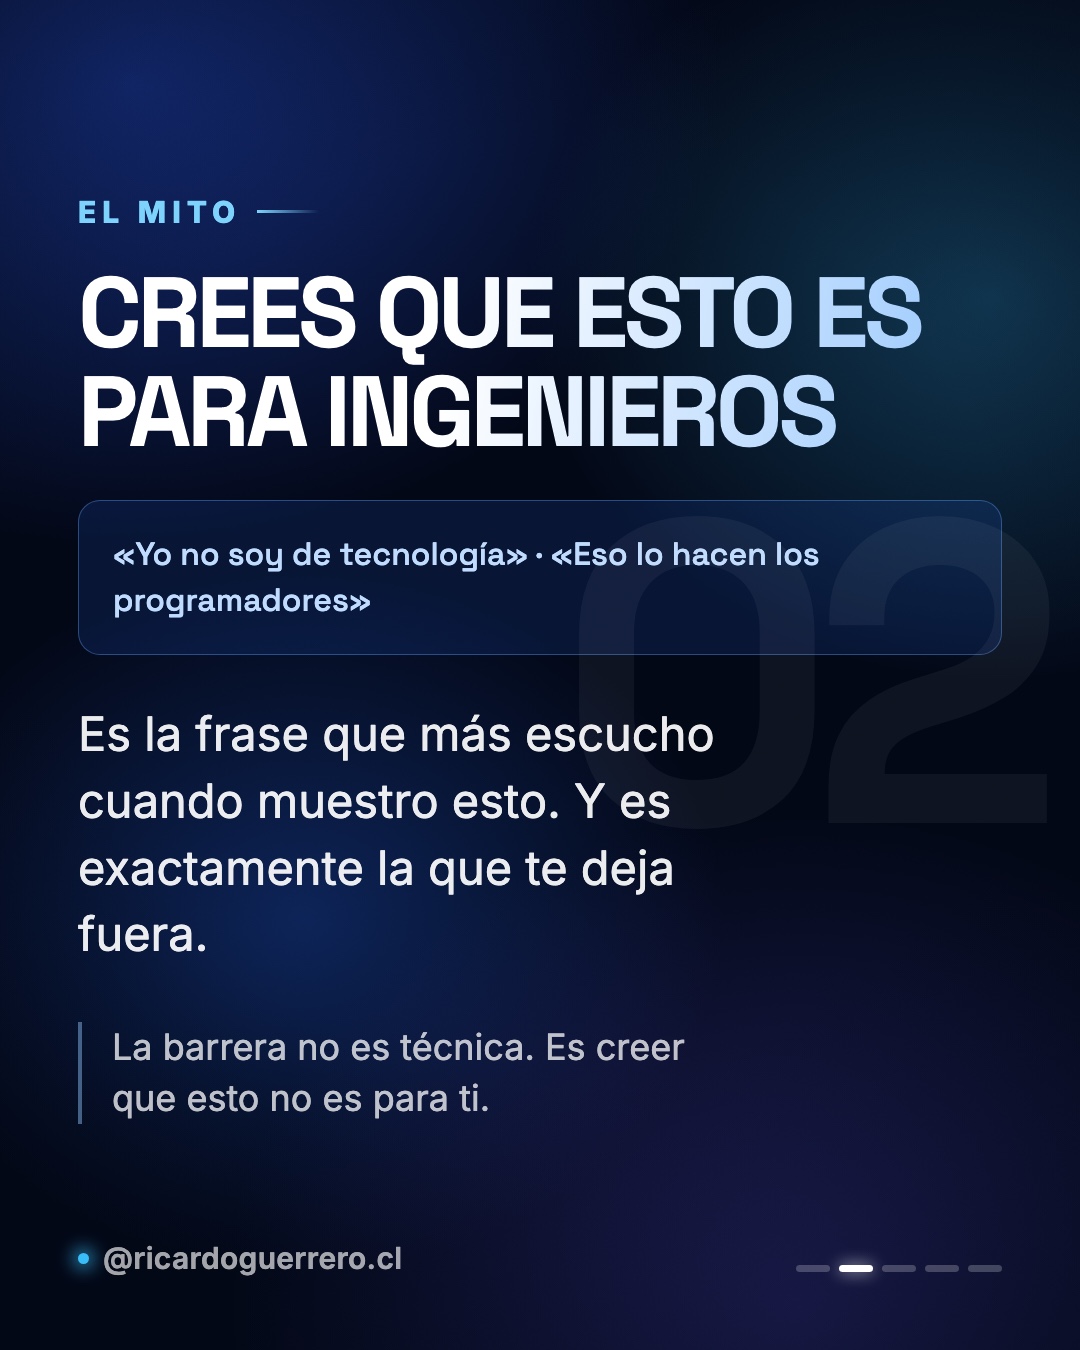 EL MITO
CREES QUE ESTO ES
PARA INGENIEROS
«Yo no soy de tecnología» · «Eso lo hacen los
programadores»
02
Es la frase que más escucho
cuando muestro esto. Y es
exactamente la que te deja
fuera.
La barrera no es técnica. Es creer
que esto no es para ti.
@ricardoguerrero.cl